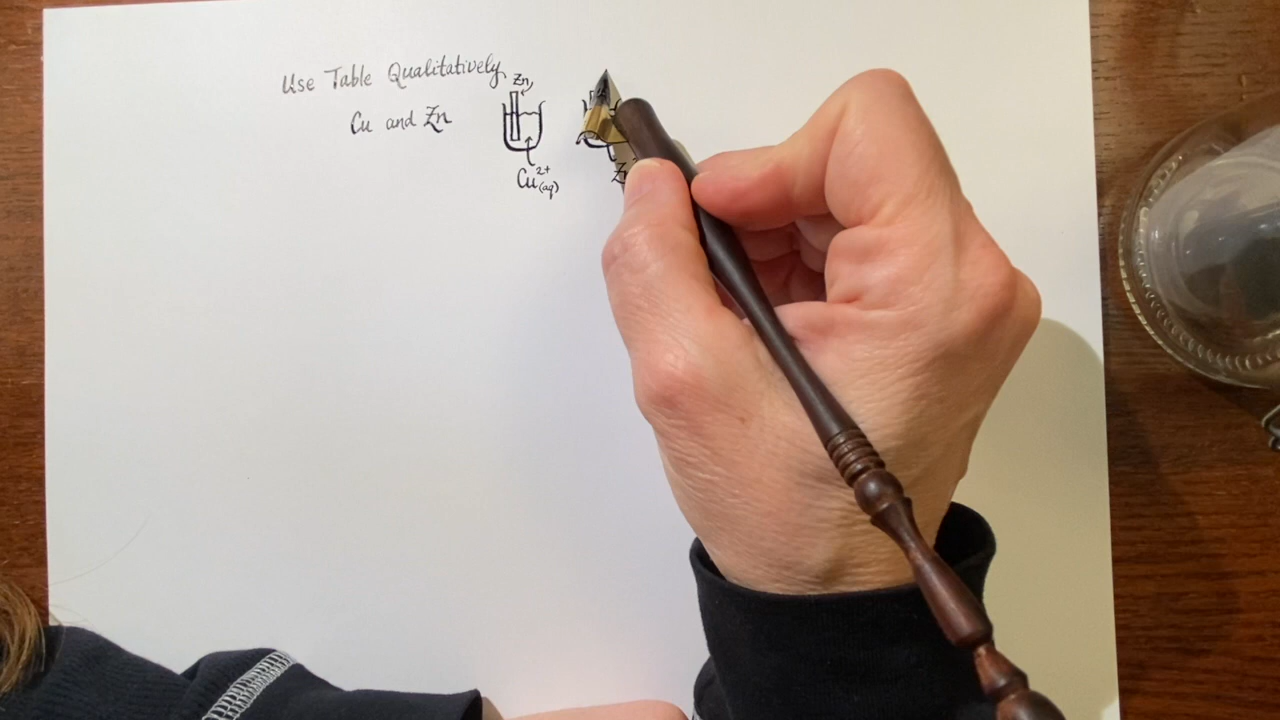 Use Table Qualitatively
Cu and Zn
Zn
Cu²⁺(aq)